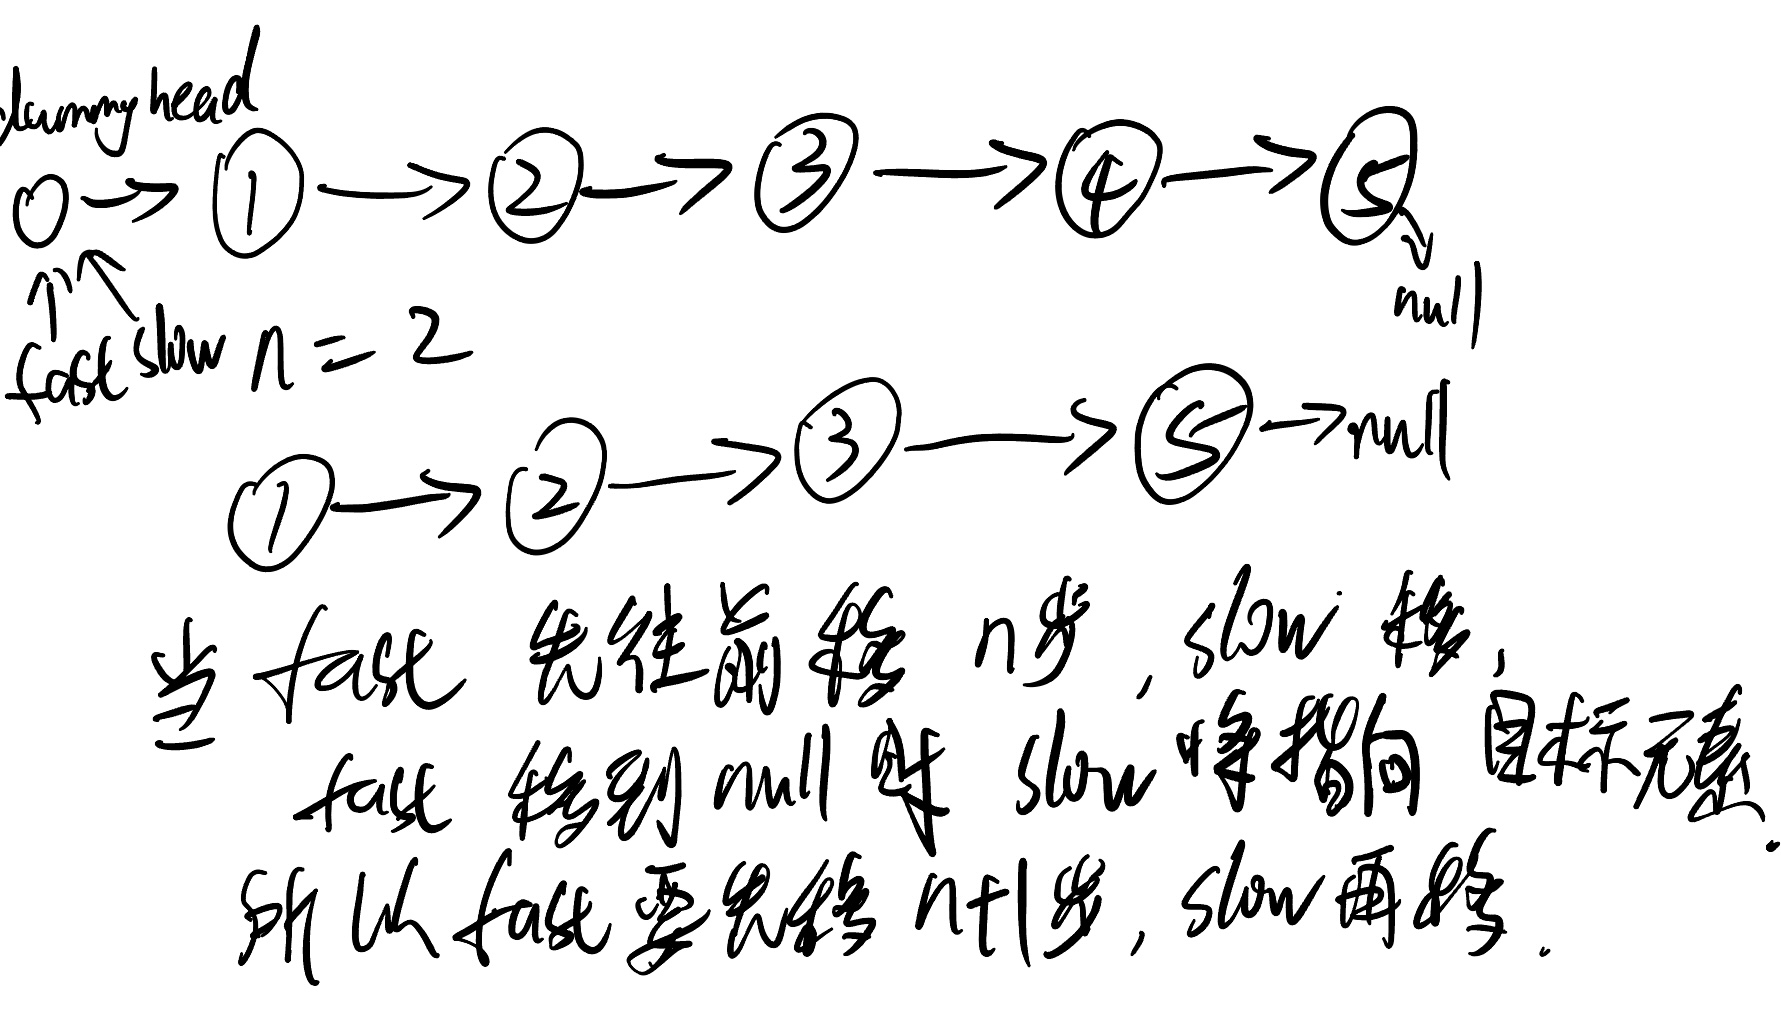 dummy head
0 → ① → ② → ③ → ④ → ⑤
null
fast slow n = 2
① → ② → ③ → ⑤ → null
当 fast 先往前移 n步, slow 移,
fast 移到 null 时 slow 将指向 目标元素.
所以 fast 要先移 n+1步, slow 再移.